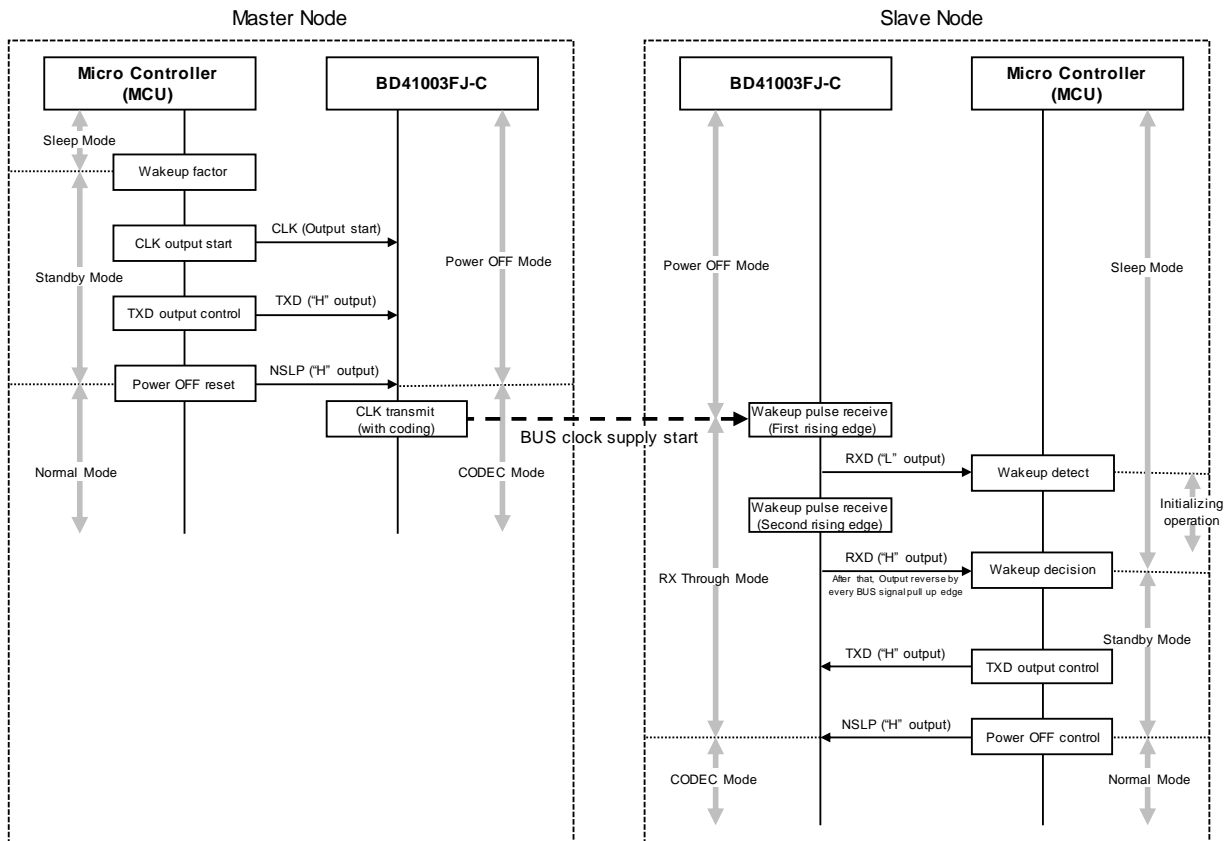 Master Node
Micro Controller
(MCU)
BD41003FJ-C
Sleep Mode
Wakeup factor
CLK output start
CLK (Output start)
Power OFF Mode
Standby Mode
TXD output control
TXD (“H” output)
Power OFF reset
NSLP (“H” output)
CLK transmit
(with coding)
Normal Mode
CODEC Mode
BUS clock supply start
Slave Node
BD41003FJ-C
Micro Controller
(MCU)
Power OFF Mode
Sleep Mode
Wakeup pulse receive
(First rising edge)
RXD (“L” output)
Wakeup detect
Initializing
operation
Wakeup pulse receive
(Second rising edge)
RXD (“H” output)
After that, Output reverse by
every BUS signal pull up edge
Wakeup decision
RX Through Mode
Standby Mode
TXD (“H” output)
TXD output control
NSLP (“H” output)
Power OFF control
CODEC Mode
Normal Mode